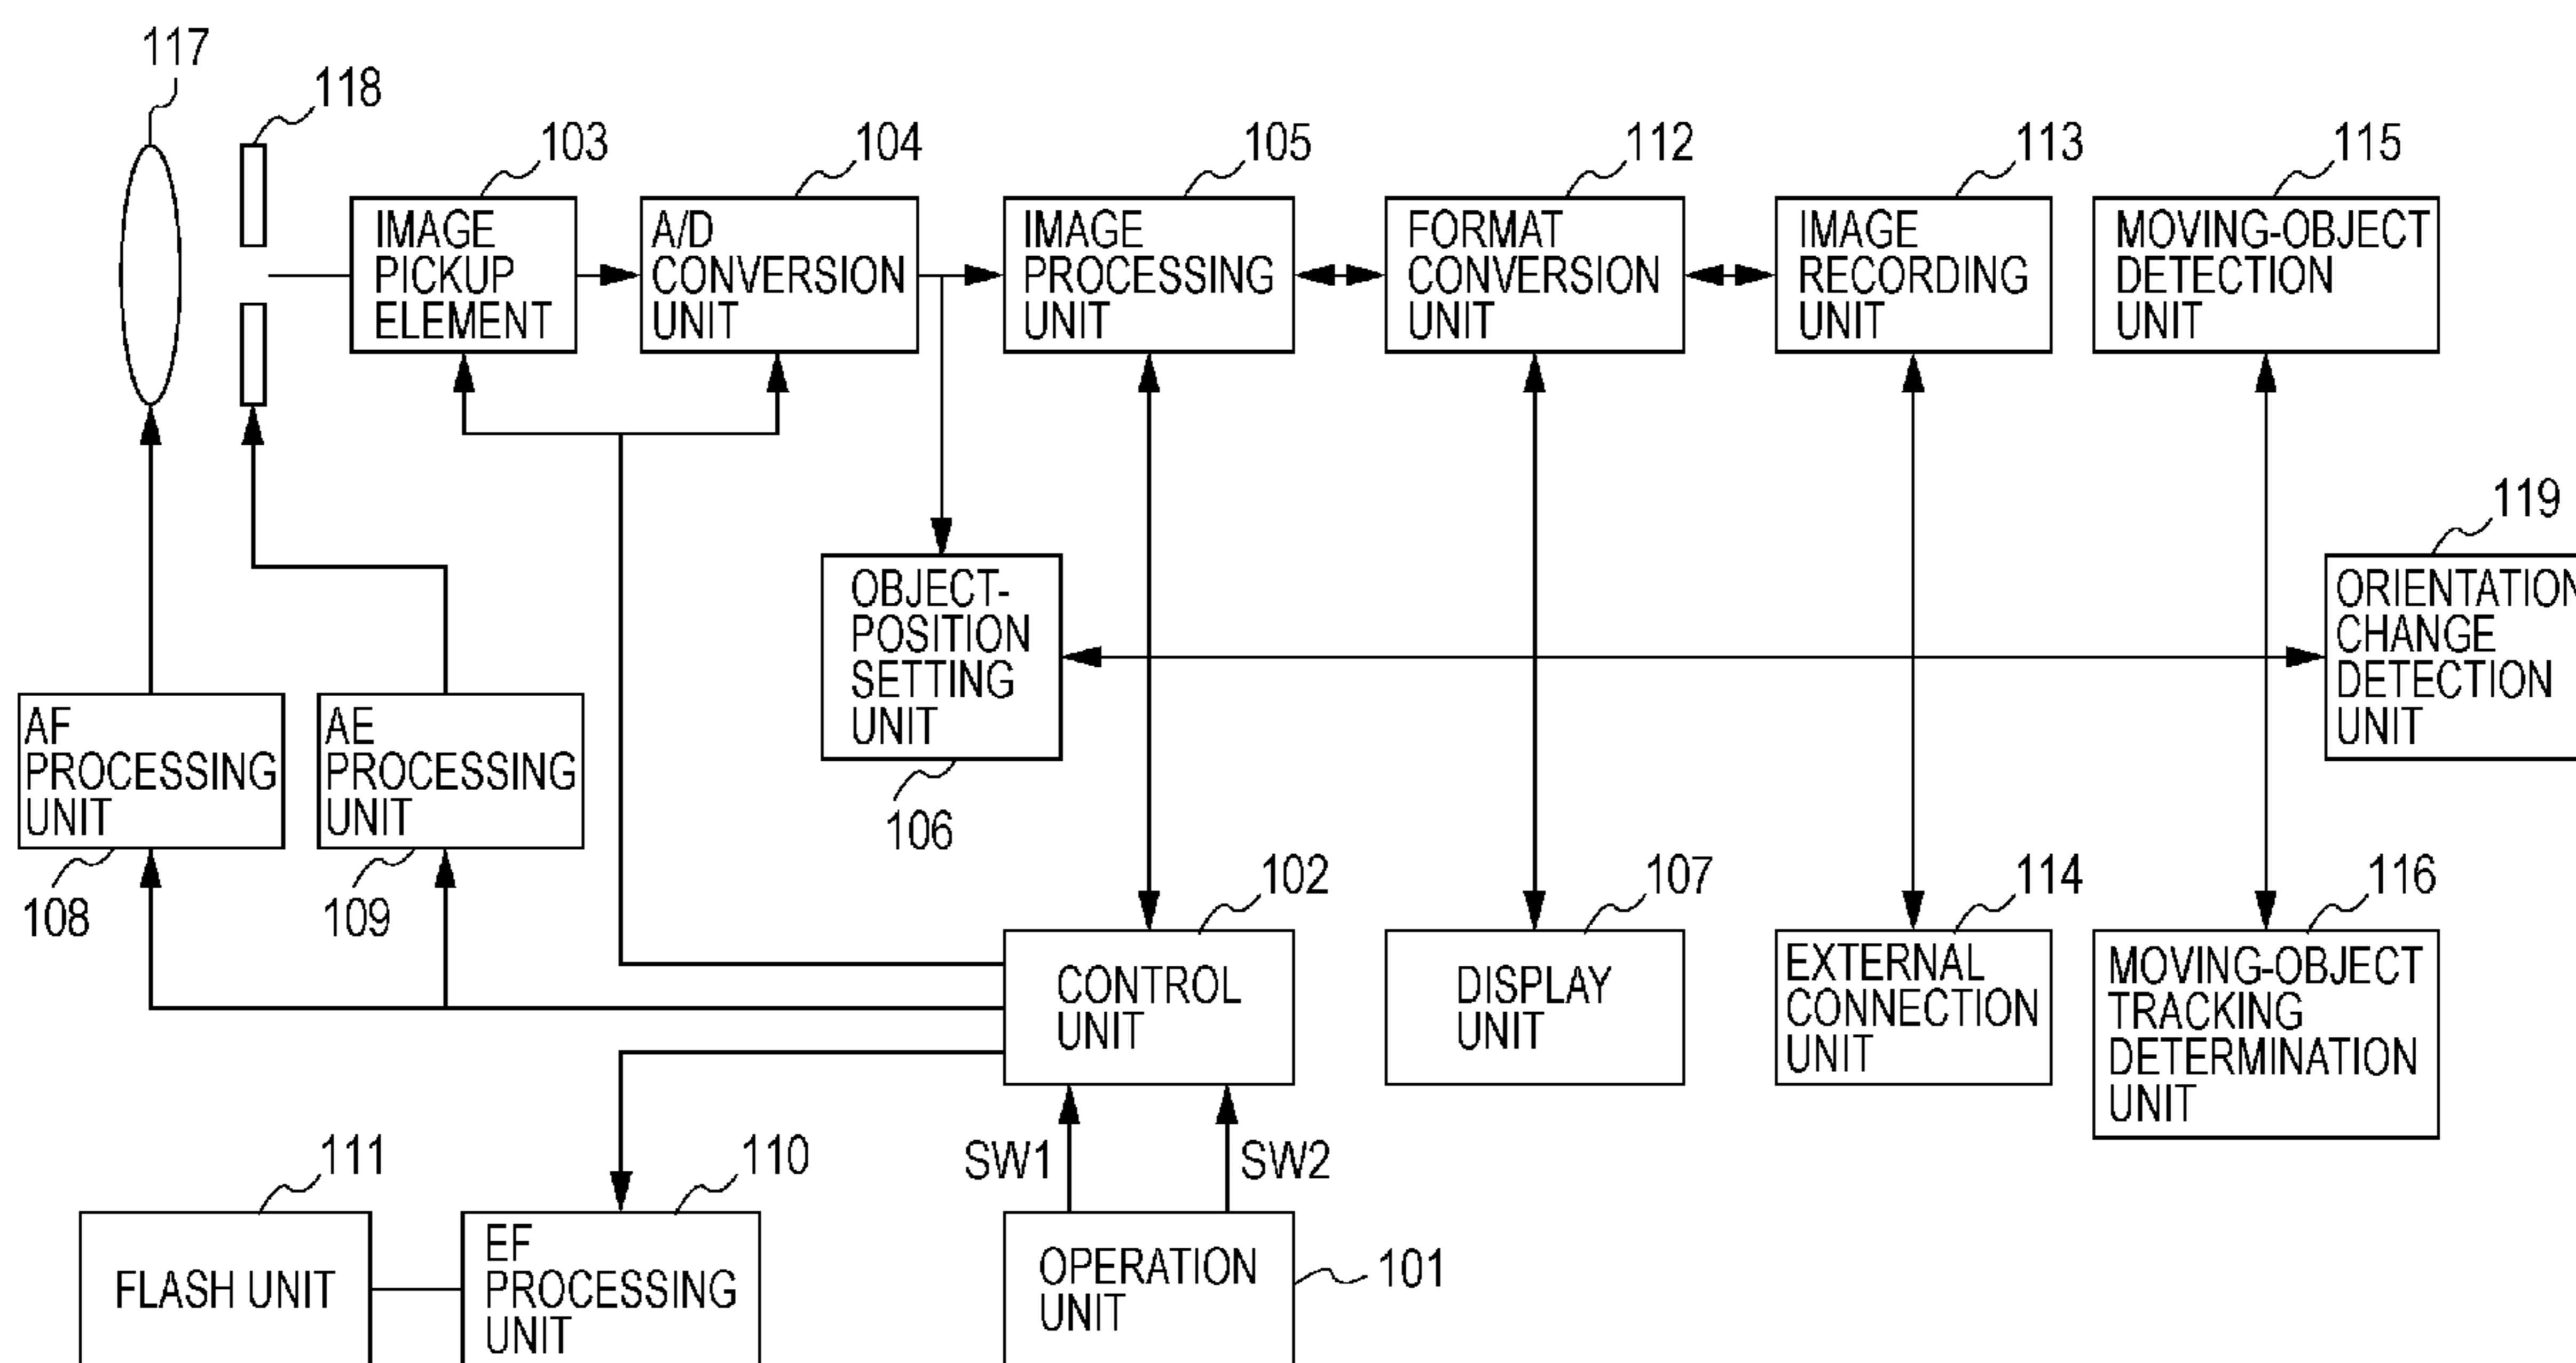 117
118
103
104
105
112
113
115
IMAGE
PICKUP
ELEMENT
A/D
CONVERSION
UNIT
IMAGE
PROCESSING
UNIT
FORMAT
CONVERSION
UNIT
IMAGE
RECORDING
UNIT
MOVING-OBJECT
DETECTION
UNIT
119
OBJECT-
POSITION
SETTING
UNIT
106
ORIENTATION
CHANGE
DETECTION
UNIT
AF
PROCESSING
UNIT
108
AE
PROCESSING
UNIT
109
102
107
114
116
CONTROL
UNIT
DISPLAY
UNIT
EXTERNAL
CONNECTION
UNIT
MOVING-OBJECT
TRACKING
DETERMINATION
UNIT
SW1
SW2
111
110
FLASH UNIT
EF
PROCESSING
UNIT
OPERATION
UNIT
101